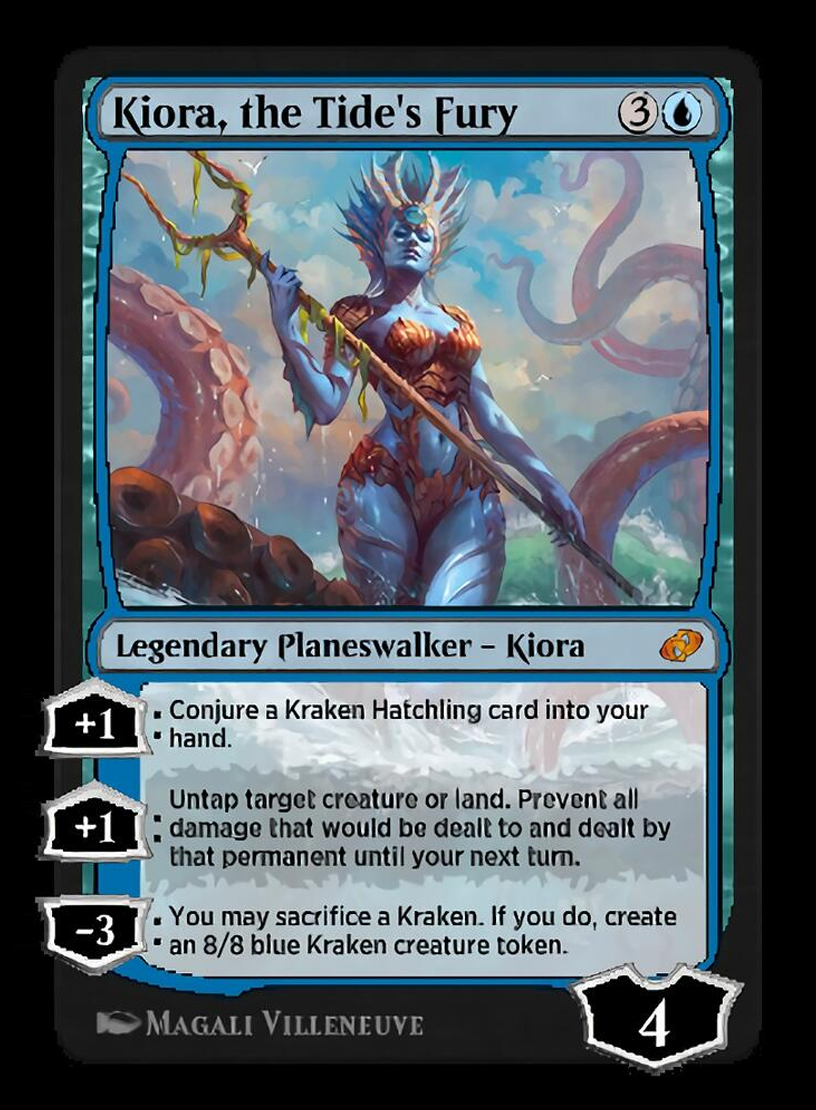 Kiora, the Tide's Fury 3
Legendary Planeswalker – Kiora
+1 : Conjure a Kraken Hatchling card into your
hand.
+1 : Untap target creature or land. Prevent all
damage that would be dealt to and dealt by
that permanent until your next turn.
−3 : You may sacrifice a Kraken. If you do, create
an 8/8 blue Kraken creature token.
Magali Villeneuve 4